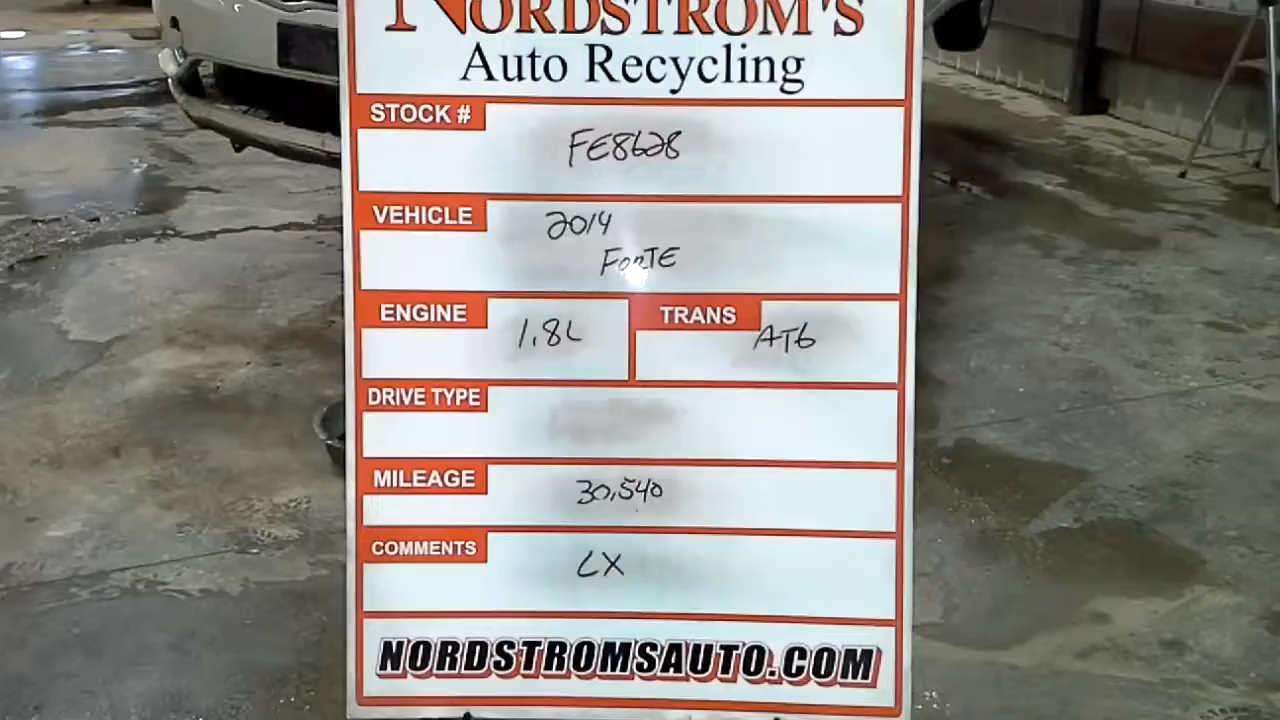 NORDSTROM'S
Auto Recycling
STOCK #
FE8628
VEHICLE
2014
FORTE
ENGINE
1.8L
TRANS
AT6
DRIVE TYPE
MILEAGE
30,540
COMMENTS
LX
NORDSTROMSAUTO.COM